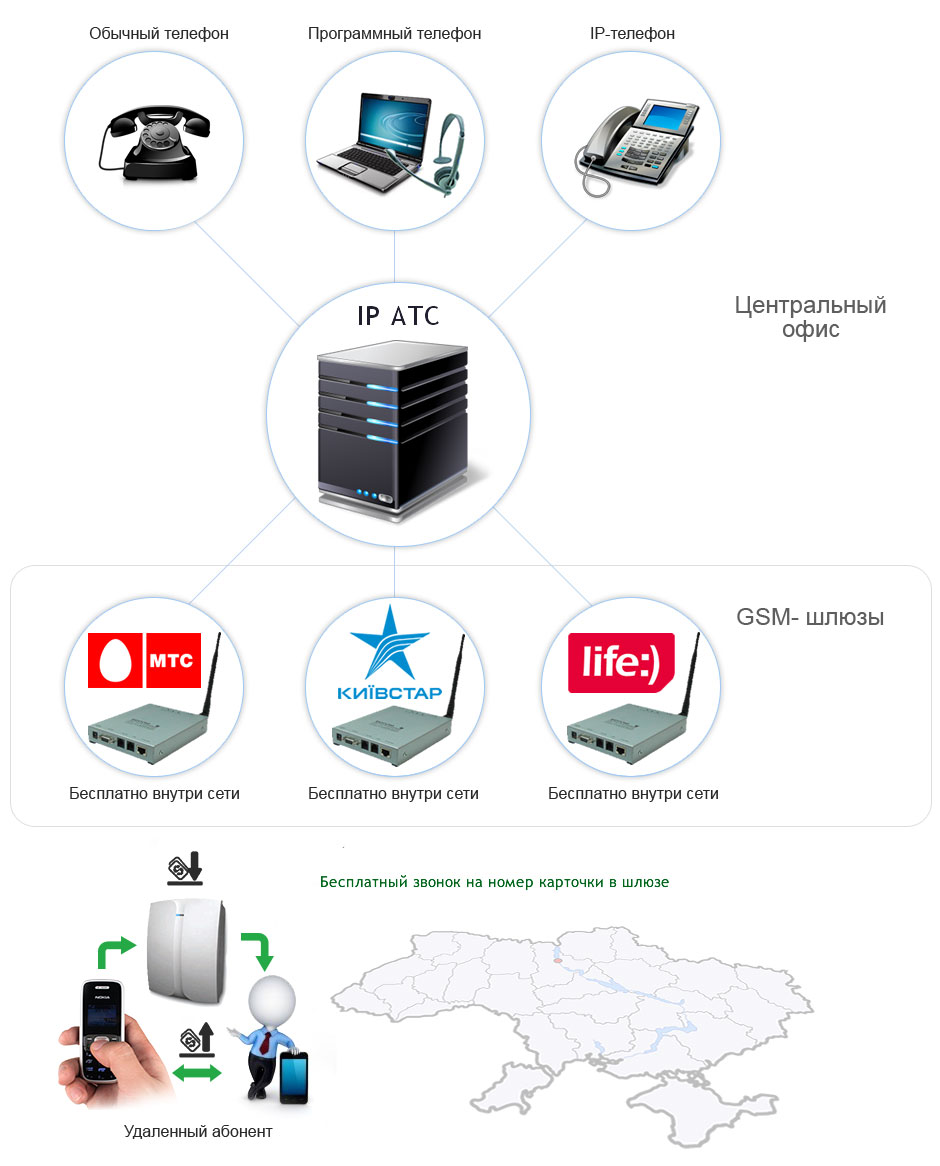 Обычный телефон
Программный телефон
IP-телефон
IP АТС
Центральный
офис
GSM- шлюзы
МТС
КИЇВСТАР
life:)
Бесплатно внутри сети
Бесплатно внутри сети
Бесплатно внутри сети
Бесплатный звонок на номер карточки в шлюзе
NOKIA
Удаленный абонент